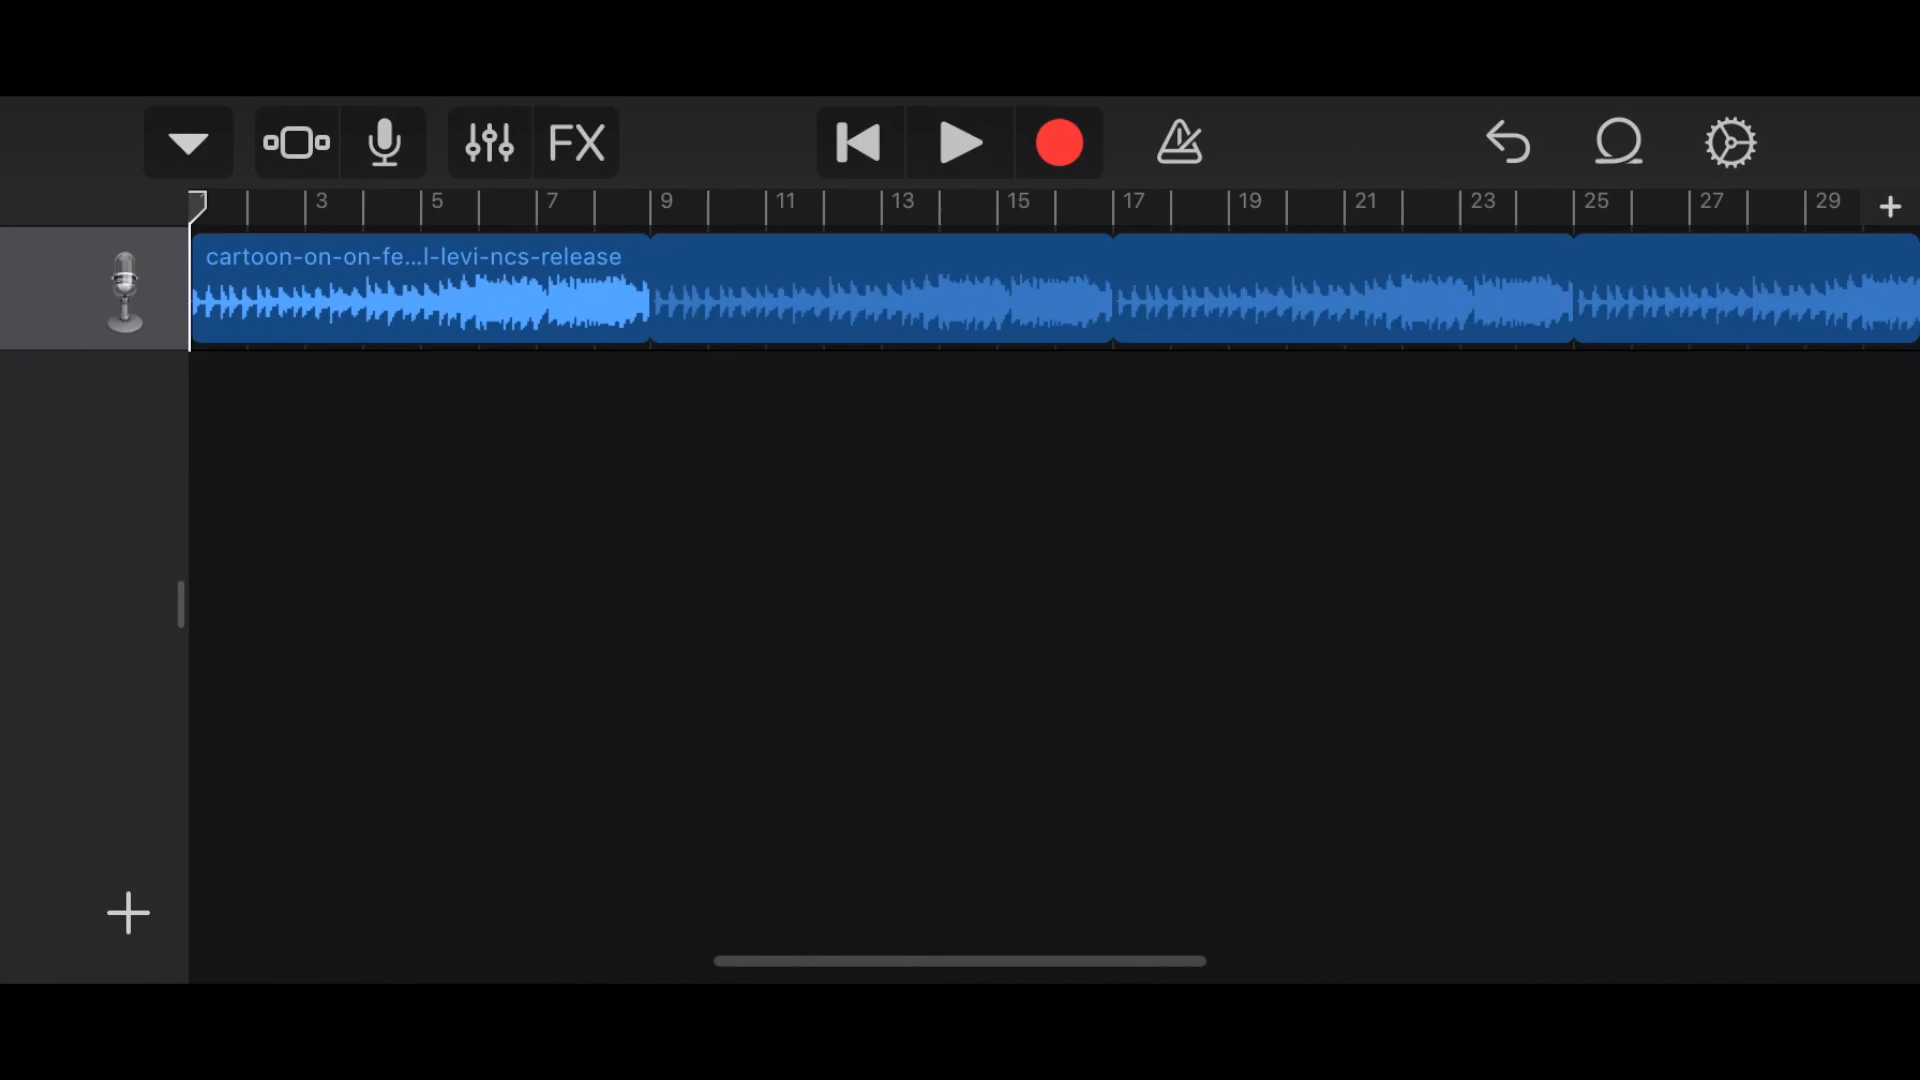 FX
3 5 7 9 11 13 15 17 19 21 23 25 27 29
cartoon-on-on-fe...l-levi-ncs-release